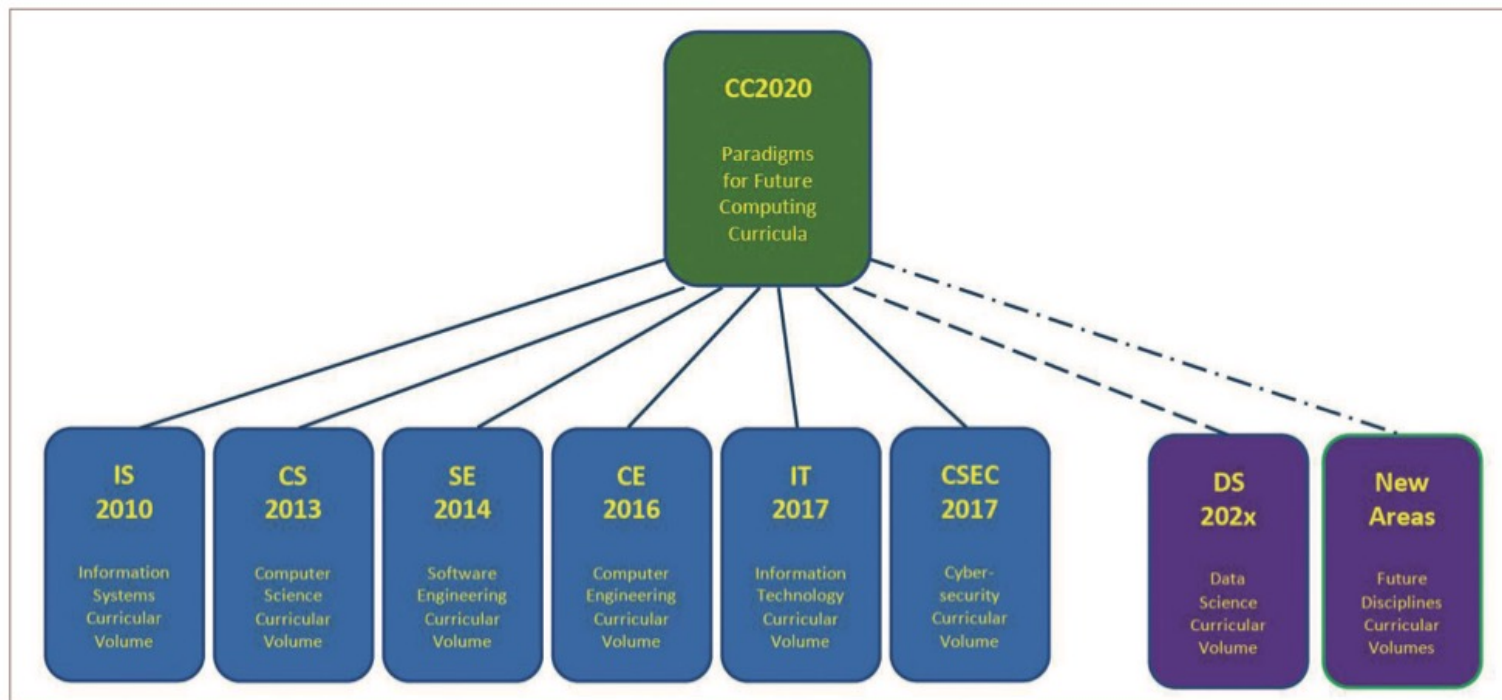 CC2020
Paradigms
for Future
Computing
Curricula
IS
2010
Information
Systems
Curricular
Volume
CS
2013
Computer
Science
Curricular
Volume
SE
2014
Software
Engineering
Curricular
Volume
CE
2016
Computer
Engineering
Curricular
Volume
IT
2017
Information
Technology
Curricular
Volume
CSEC
2017
Cyber-
security
Curricular
Volume
DS
202x
Data
Science
Curricular
Volume
New
Areas
Future
Disciplines
Curricular
Volumes